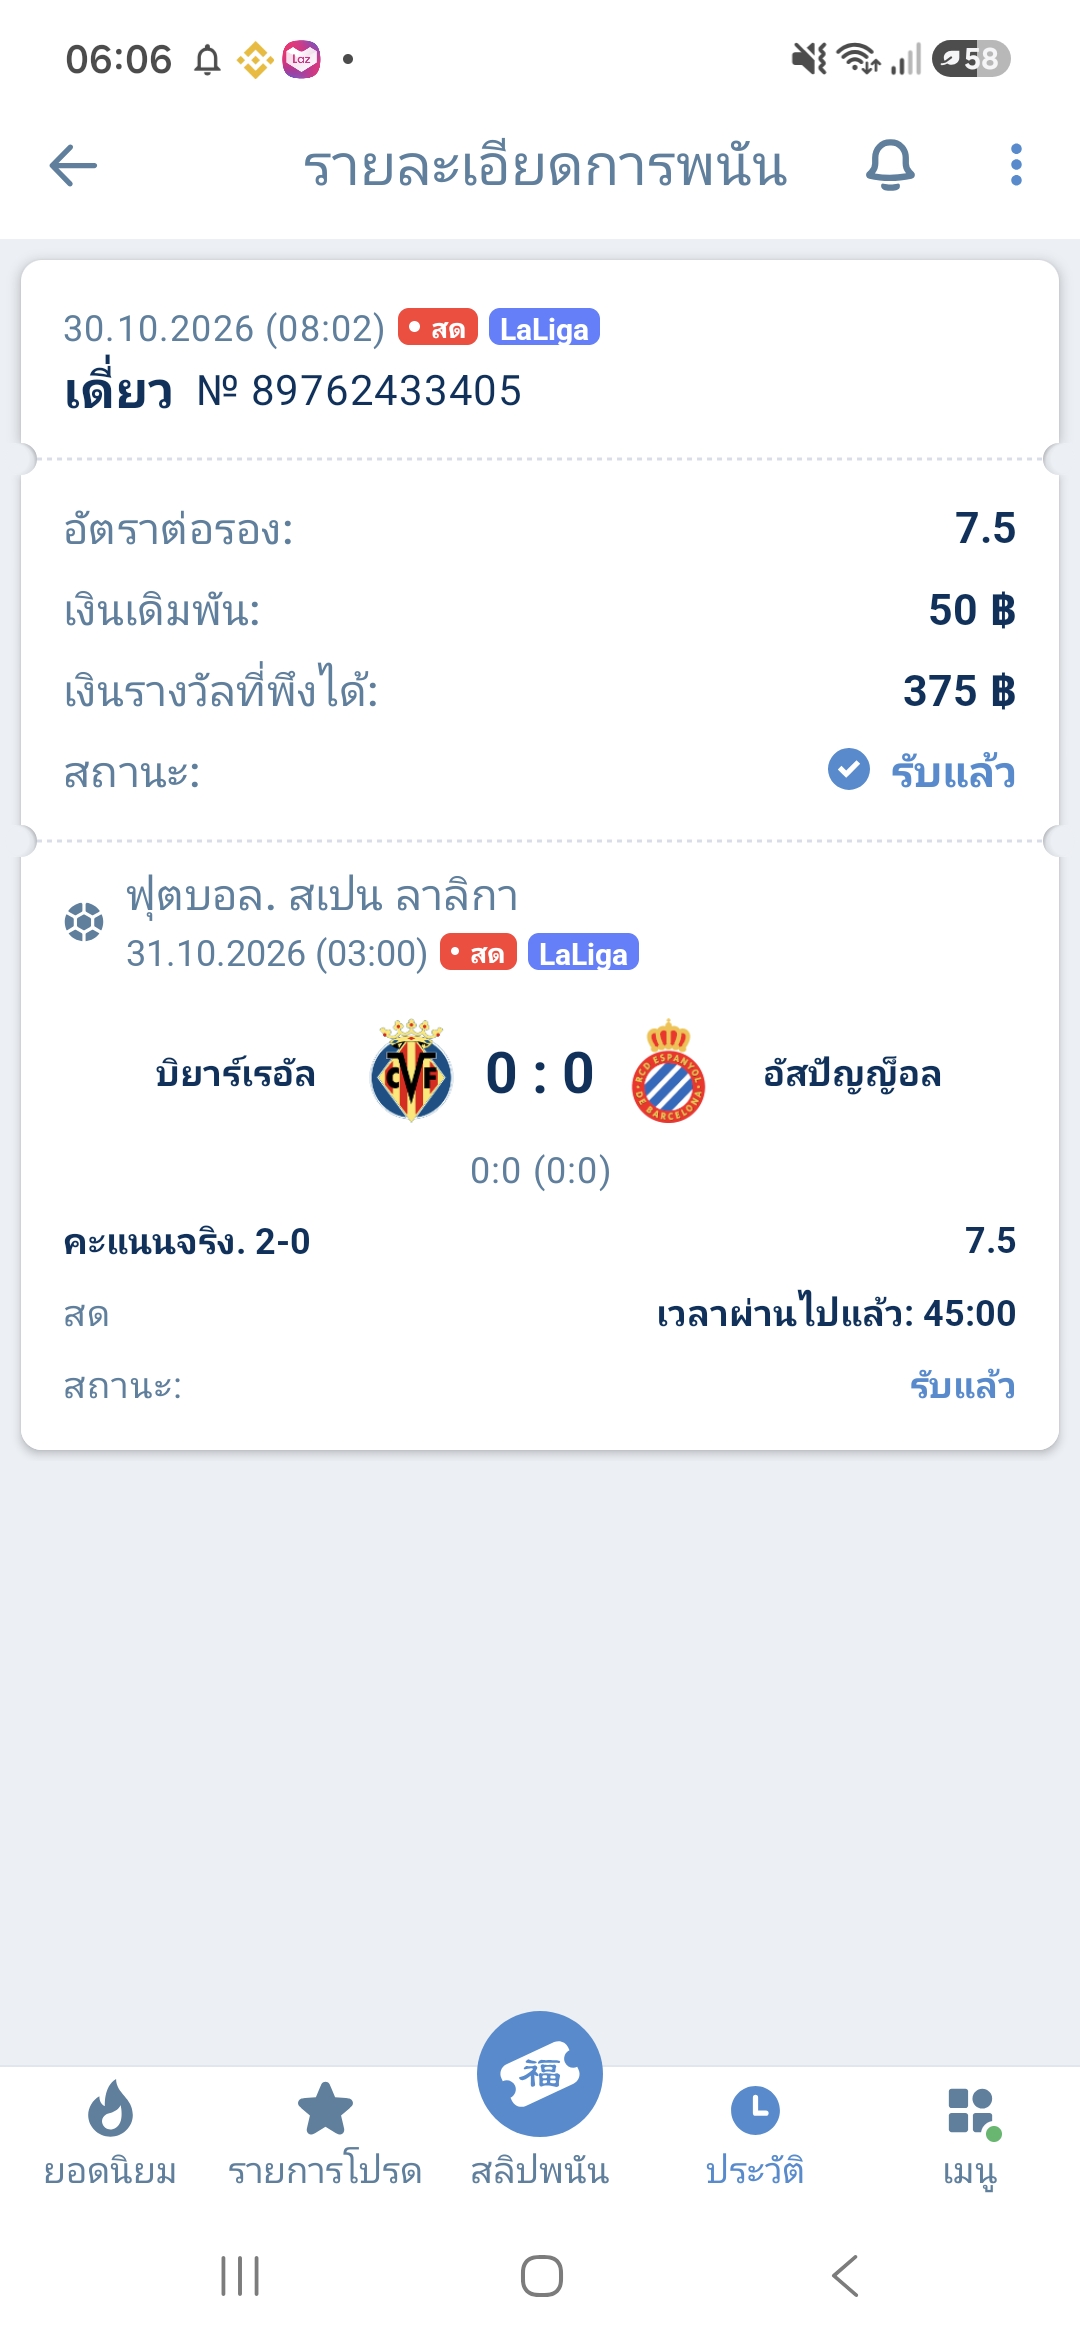 06:06 Laz 58
รายละเอียดการพนัน
30.10.2026 (08:02) • สด LaLiga
เดี่ยว № 89762433405
อัตราต่อรอง: 7.5
เงินเดิมพัน: 50 ฿
เงินรางวัลที่พึงได้: 375 ฿
สถานะ: รับแล้ว
ฟุตบอล. สเปน ลาลิกา
31.10.2026 (03:00) • สด LaLiga
บิยาร์เรอัล CVF 0 : 0 RCD ESPANYOL DE BARCELONA อัสปัญญ็อล
0:0 (0:0)
คะแนนจริง. 2-0 7.5
สด เวลาผ่านไปแล้ว: 45:00
สถานะ: รับแล้ว
福
ยอดนิยม รายการโปรด สลิปพนัน ประวัติ เมนู